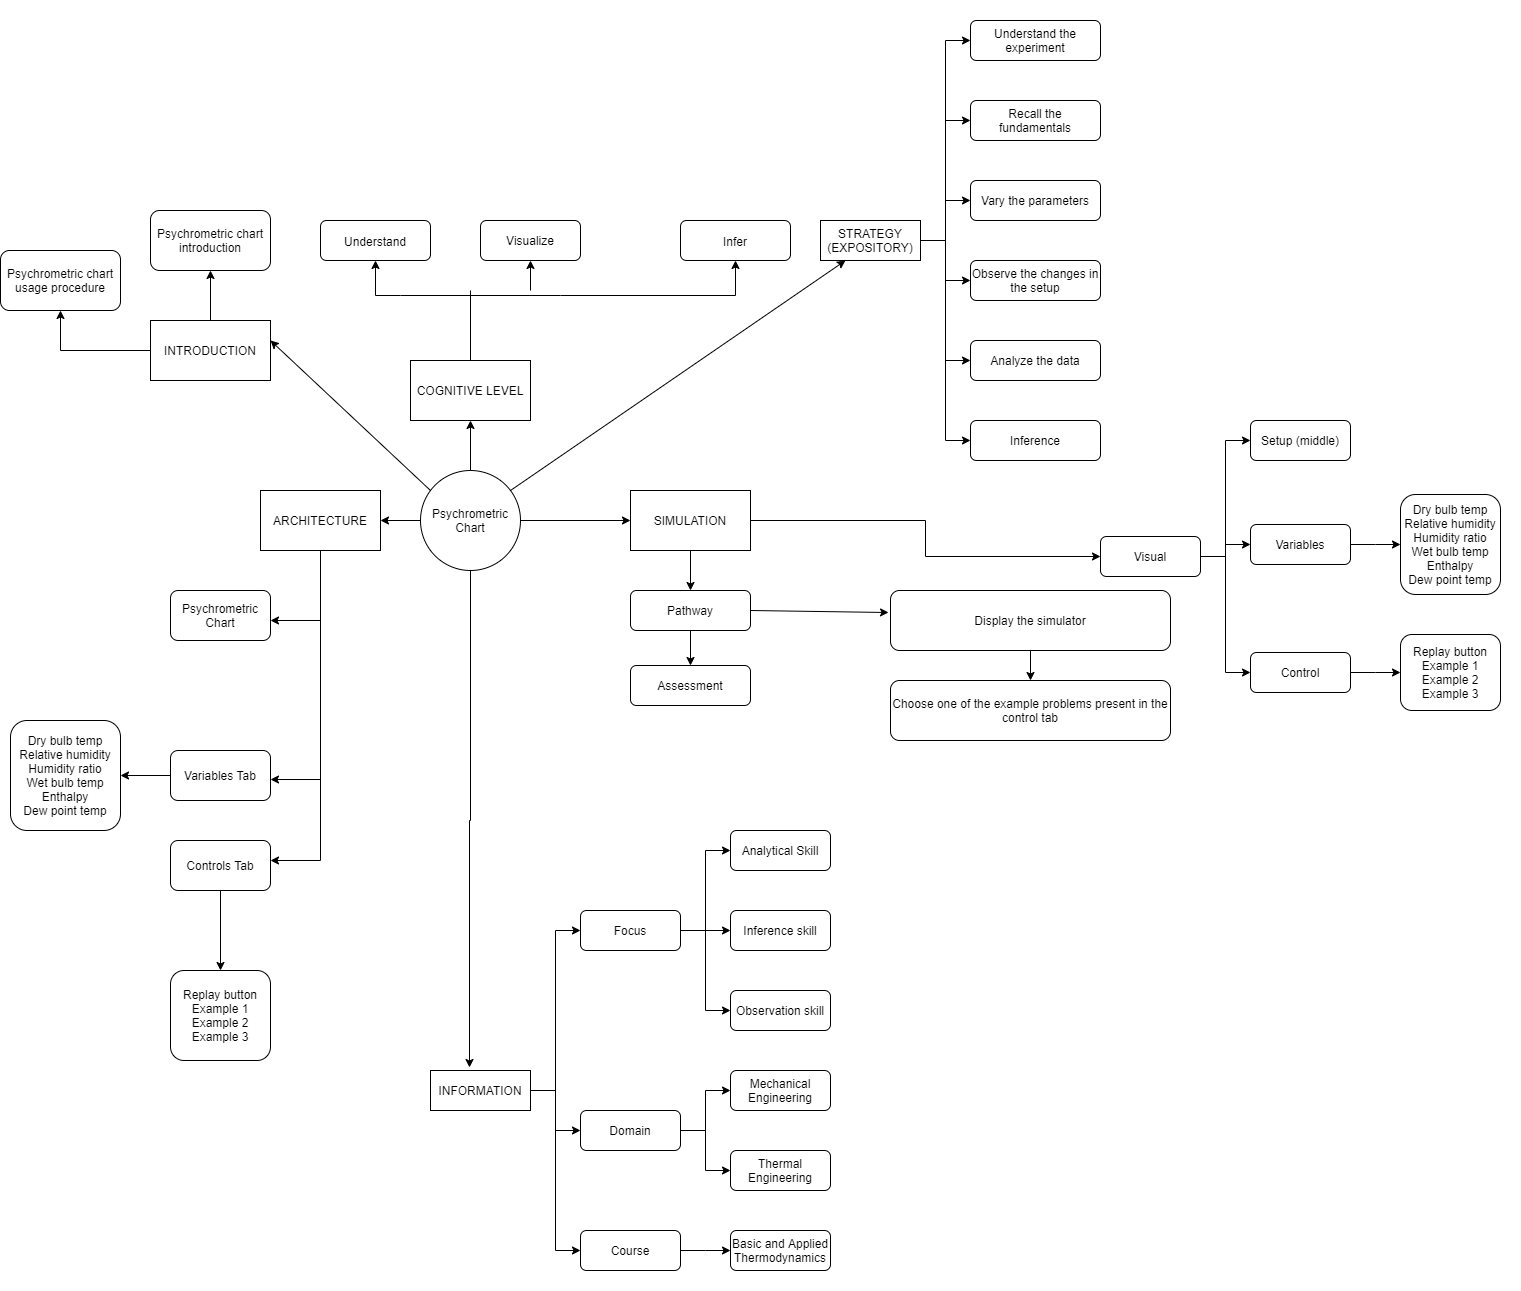 Understand the
experiment
Recall the
fundamentals
Vary the parameters
Observe the changes in
the setup
Analyze the data
Inference
STRATEGY
(EXPOSITORY)
Psychrometric chart
introduction
Psychrometric chart
usage procedure
INTRODUCTION
Understand
Visualize
Infer
COGNITIVE LEVEL
Psychrometric
Chart
ARCHITECTURE
Psychrometric
Chart
Variables Tab
Dry bulb temp
Relative humidity
Humidity ratio
Wet bulb temp
Enthalpy
Dew point temp
Controls Tab
Replay button
Example 1
Example 2
Example 3
SIMULATION
Pathway
Assessment
Display the simulator
Choose one of the example problems present in the
control tab
Visual
Setup (middle)
Variables
Dry bulb temp
Relative humidity
Humidity ratio
Wet bulb temp
Enthalpy
Dew point temp
Control
Replay button
Example 1
Example 2
Example 3
INFORMATION
Focus
Analytical Skill
Inference skill
Observation skill
Domain
Mechanical
Engineering
Thermal
Engineering
Course
Basic and Applied
Thermodynamics